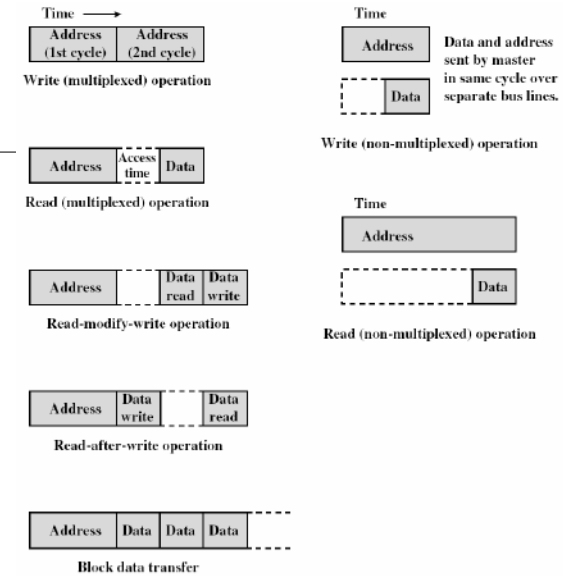 Time
Address Address
(1st cycle) (2nd cycle)
Write (multiplexed) operation
Address Access time Data
Read (multiplexed) operation
Address Data read Data write
Read-modify-write operation
Address Data write Data read
Read-after-write operation
Address Data Data Data
Block data transfer
Time
Address
Data and address
sent by master
in same cycle over
separate bus lines.
Data
Write (non-multiplexed) operation
Time
Address
Data
Read (non-multiplexed) operation